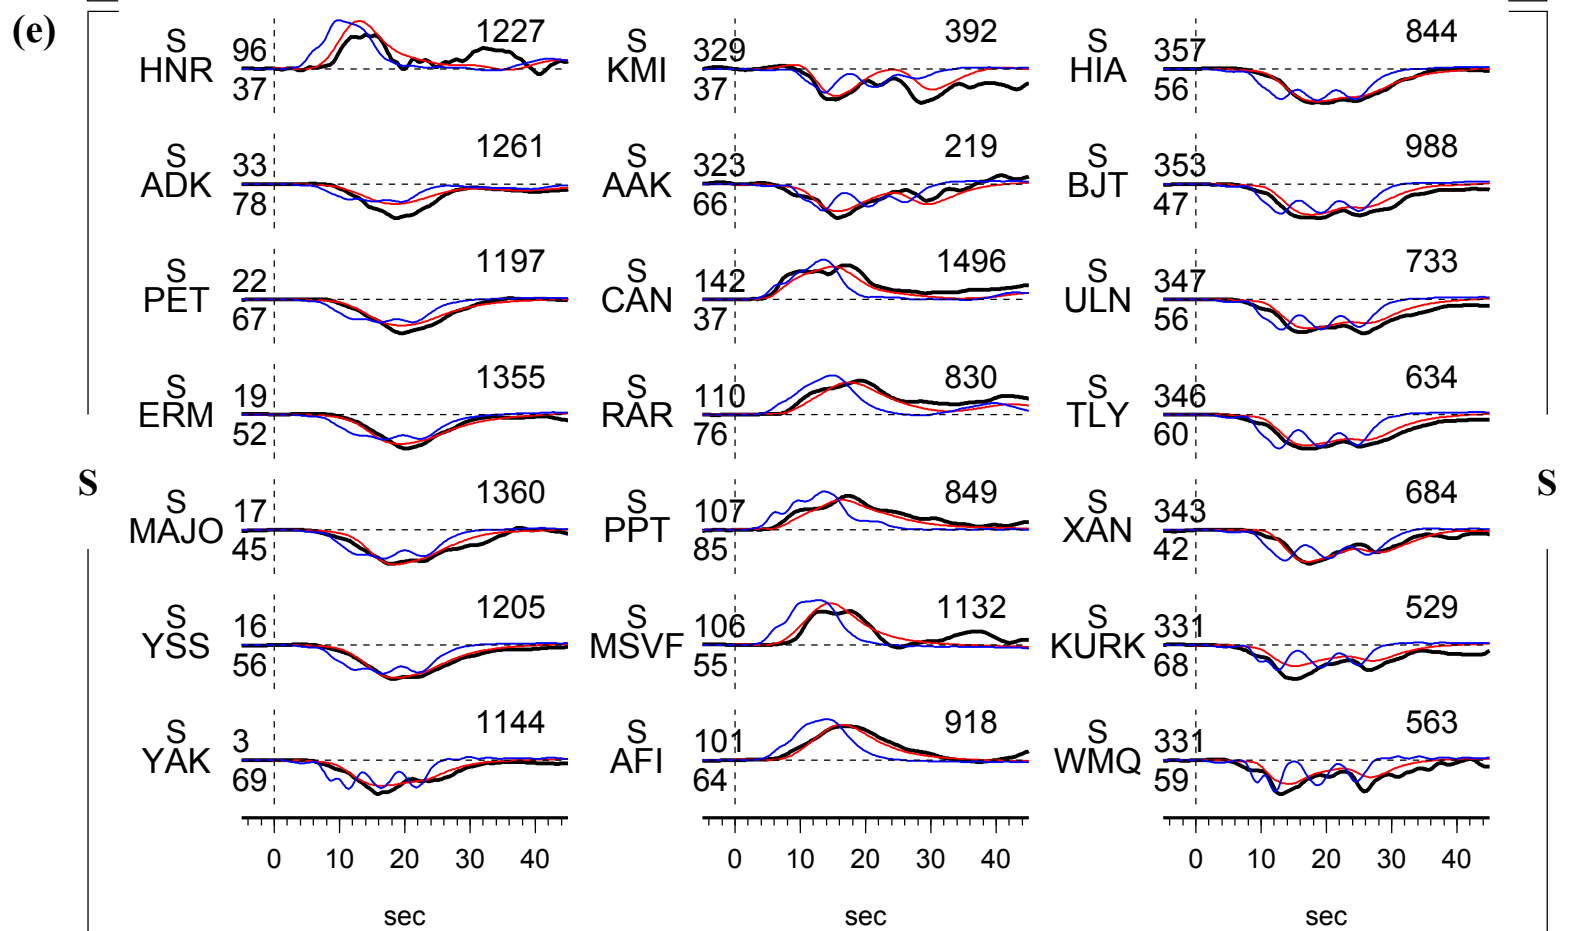 (e)
S
HNR
96
37
1227
S
ADK
33
78
1261
S
PET
22
67
1197
S
ERM
19
52
1355
S
MAJO
17
45
1360
S
YSS
16
56
1205
S
YAK
3
69
1144
0 10 20 30 40
sec
S
KMI
329
37
392
S
AAK
323
66
219
S
CAN
142
37
1496
S
RAR
110
76
830
S
PPT
107
85
849
S
MSVF
106
55
1132
S
AFI
101
64
918
0 10 20 30 40
sec
S
HIA
357
56
844
S
BJT
353
47
988
S
ULN
347
56
733
S
TLY
346
60
634
S
XAN
343
42
684
S
KURK
331
68
529
S
WMQ
331
59
563
0 10 20 30 40
sec
S
S